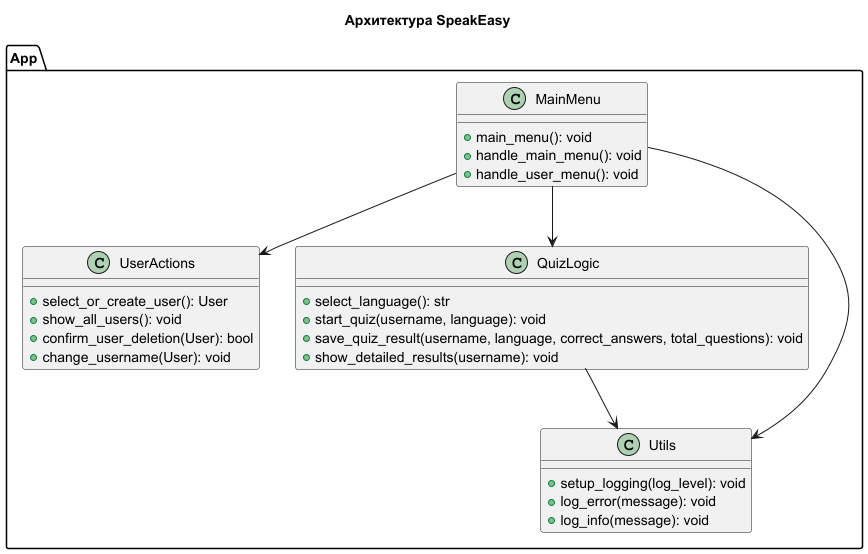 Архитектура SpeakEasy
App
C MainMenu
main_menu(): void
handle_main_menu(): void
handle_user_menu(): void
C UserActions
select_or_create_user(): User
show_all_users(): void
confirm_user_deletion(User): bool
change_username(User): void
C QuizLogic
select_language(): str
start_quiz(username, language): void
save_quiz_result(username, language, correct_answers, total_questions): void
show_detailed_results(username): void
C Utils
setup_logging(log_level): void
log_error(message): void
log_info(message): void